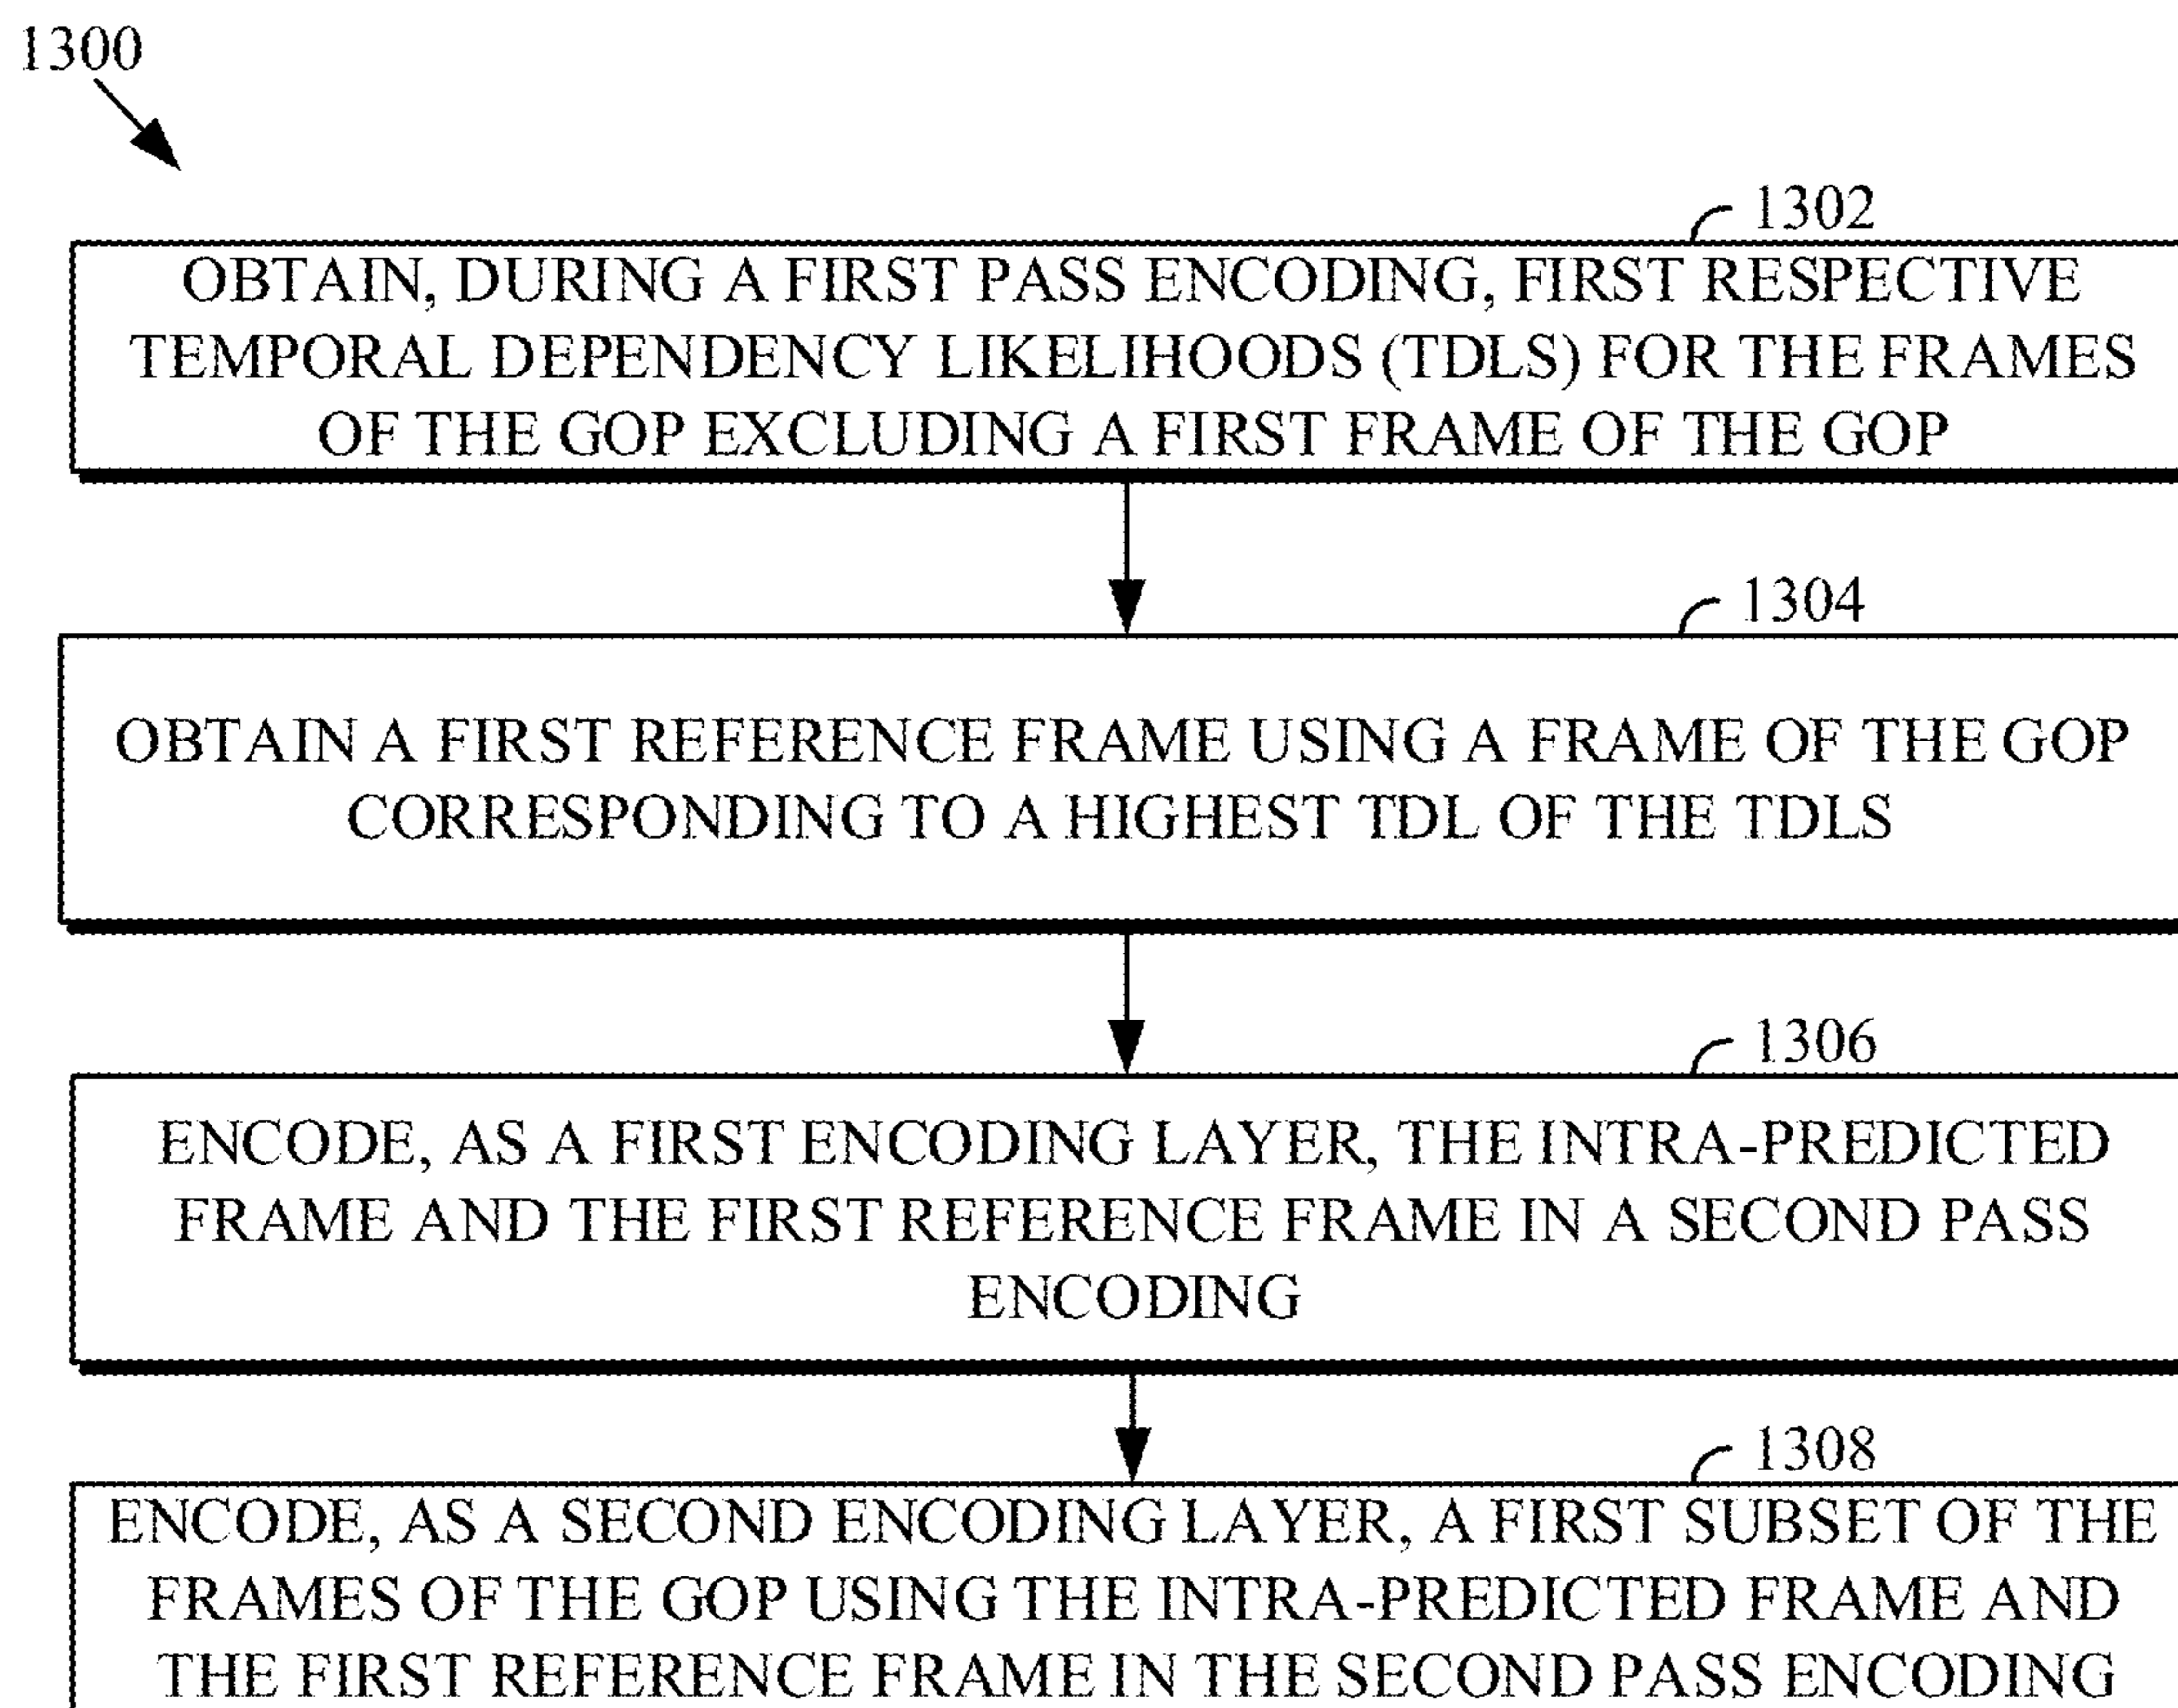 1300
1302
OBTAIN, DURING A FIRST PASS ENCODING, FIRST RESPECTIVE
TEMPORAL DEPENDENCY LIKELIHOODS (TDLS) FOR THE FRAMES
OF THE GOP EXCLUDING A FIRST FRAME OF THE GOP
1304
OBTAIN A FIRST REFERENCE FRAME USING A FRAME OF THE GOP
CORRESPONDING TO A HIGHEST TDL OF THE TDLS
1306
ENCODE, AS A FIRST ENCODING LAYER, THE INTRA-PREDICTED
FRAME AND THE FIRST REFERENCE FRAME IN A SECOND PASS
ENCODING
1308
ENCODE, AS A SECOND ENCODING LAYER, A FIRST SUBSET OF THE
FRAMES OF THE GOP USING THE INTRA-PREDICTED FRAME AND
THE FIRST REFERENCE FRAME IN THE SECOND PASS ENCODING